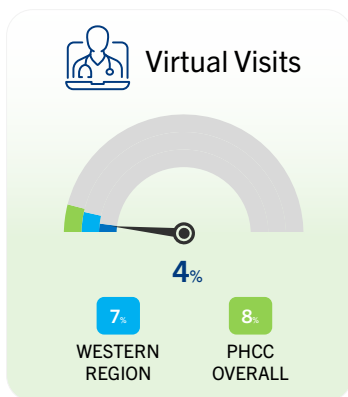 Virtual Visits
4%
7%
8%
WESTERN
REGION
PHCC
OVERALL